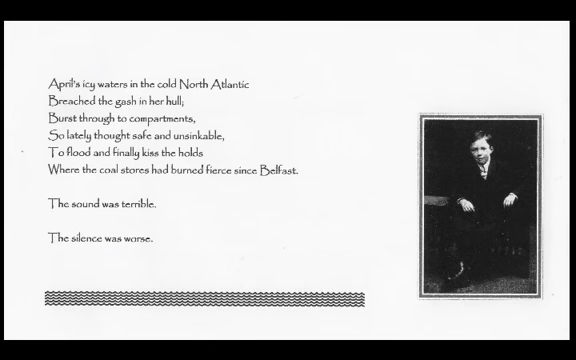 April's icy waters in the cold North Atlantic
Breached the gash in her hull;
Burst through to compartments,
So lately thought safe and unsinkable,
To flood and finally kiss the holds
Where the coal stores had burned fierce since Belfast.
The sound was terrible.
The silence was worse.